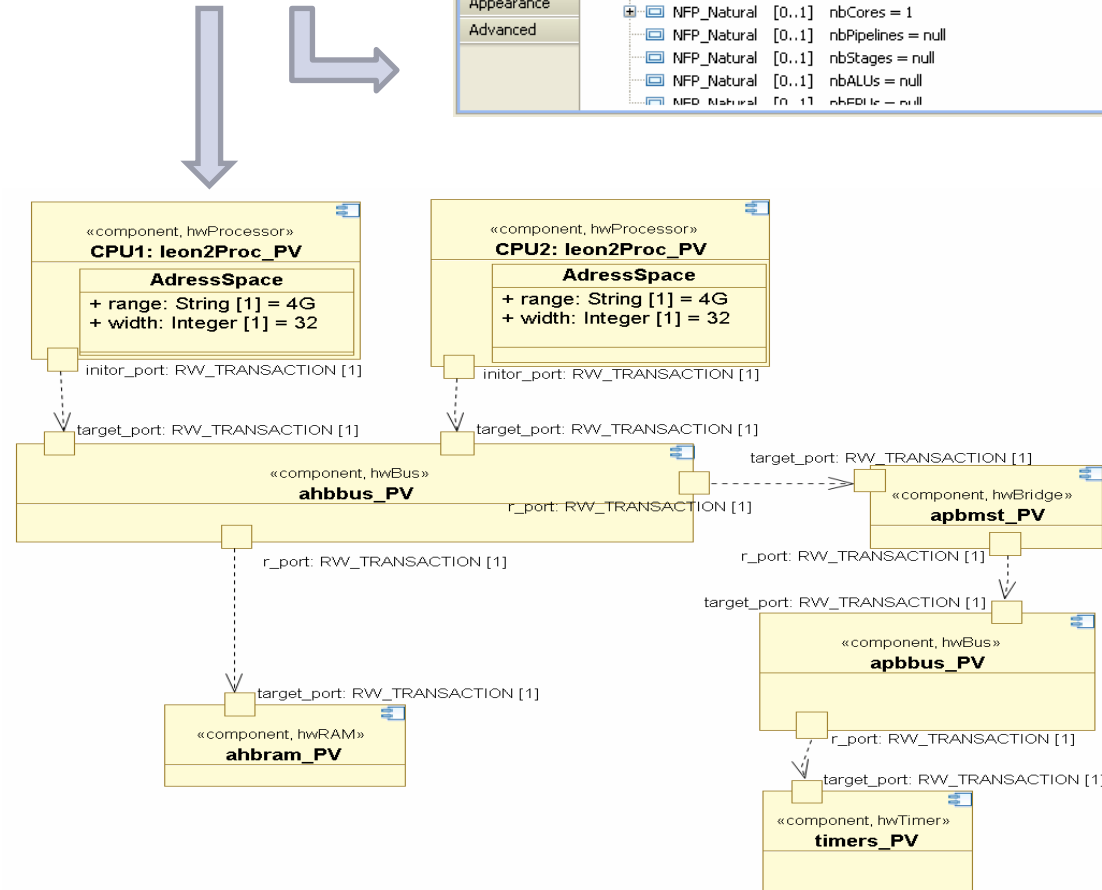 Appearance
Advanced
NFP_Natural [0..1] nbCores = 1
NFP_Natural [0..1] nbPipelines = null
NFP_Natural [0..1] nbStages = null
NFP_Natural [0..1] nbALUs = null
NFP_Natural [0..1] nbFPUs = null
«component, hwProcessor»
CPU1: leon2Proc_PV
AdressSpace
+ range: String [1] = 4G
+ width: Integer [1] = 32
initor_port: RW_TRANSACTION [1]
«component, hwProcessor»
CPU2: leon2Proc_PV
AdressSpace
+ range: String [1] = 4G
+ width: Integer [1] = 32
initor_port: RW_TRANSACTION [1]
target_port: RW_TRANSACTION [1]
target_port: RW_TRANSACTION [1]
«component, hwBus»
ahbbus_PV
r_port: RW_TRANSACTION [1]
target_port: RW_TRANSACTION [1]
«component, hwBridge»
apbmst_PV
r_port: RW_TRANSACTION [1]
r_port: RW_TRANSACTION [1]
target_port: RW_TRANSACTION [1]
«component, hwBus»
apbbus_PV
target_port: RW_TRANSACTION [1]
«component, hwRAM»
ahbram_PV
r_port: RW_TRANSACTION [1]
target_port: RW_TRANSACTION [1]
«component, hwTimer»
timers_PV